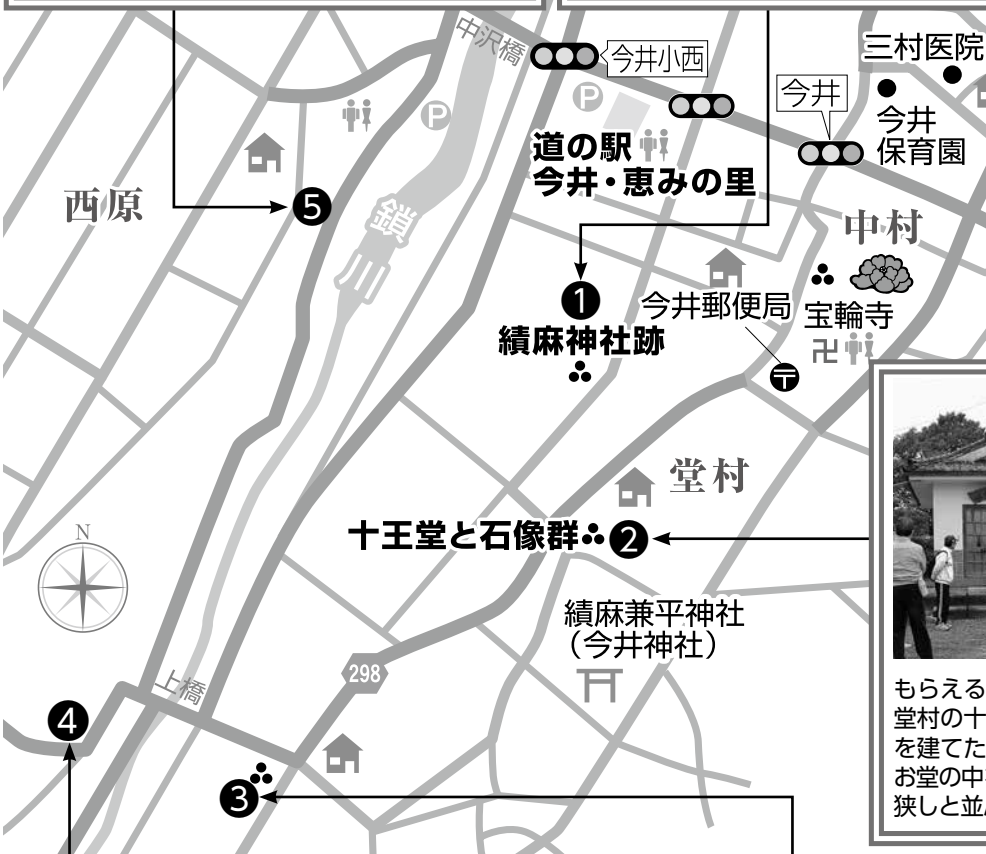 中沢橋
今井小西
三村医院
今井
今井
保育園
P
P
道の駅
今井・恵みの里
西原
5
鎖川
中村
1
績麻神社跡
今井郵便局
宝輪寺
卍
〒
堂村
十王堂と石像群
2
N
績麻兼平神社
（今井神社）
298
上橋
4
3
もらえる
堂村の十
を建てた
お堂の中
狭しと並